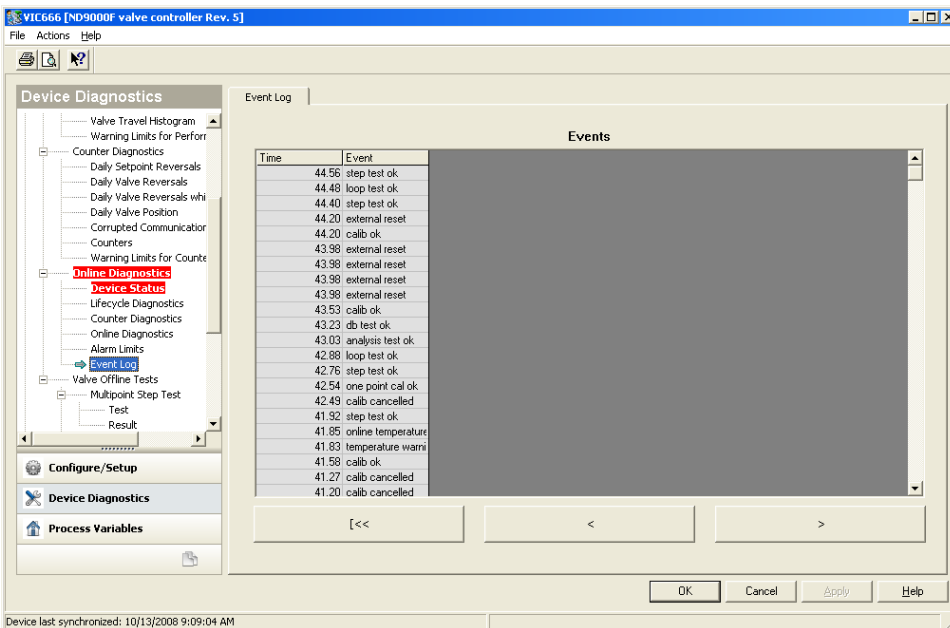 VIC666 [ND9000F valve controller Rev. 5]
File Actions Help
Device Diagnostics
Valve Travel Histogram
Warning Limits for Perforr
Counter Diagnostics
Daily Setpoint Reversals
Daily Valve Reversals
Daily Valve Reversals whi
Daily Valve Position
Corrupted Communication
Counters
Warning Limits for Counte
Online Diagnostics
Device Status
Lifecycle Diagnostics
Counter Diagnostics
Online Diagnostics
Alarm Limits
Event Log
Valve Offline Tests
Multipoint Step Test
Test
Result
Configure/Setup
Device Diagnostics
Process Variables
Event Log
Events
Time Event
44.56 step test ok
44.48 loop test ok
44.40 step test ok
44.20 external reset
44.20 calib ok
43.98 external reset
43.98 external reset
43.98 external reset
43.98 external reset
43.53 calib ok
43.23 db test ok
43.03 analysis test ok
42.88 loop test ok
42.76 step test ok
42.54 one point cal ok
42.49 calib cancelled
41.92 step test ok
41.85 online temperature
41.83 temperature warni
41.58 calib ok
41.27 calib cancelled
41.20 calib cancelled
[<< < >
OK Cancel Apply Help
Device last synchronized: 10/13/2008 9:09:04 AM